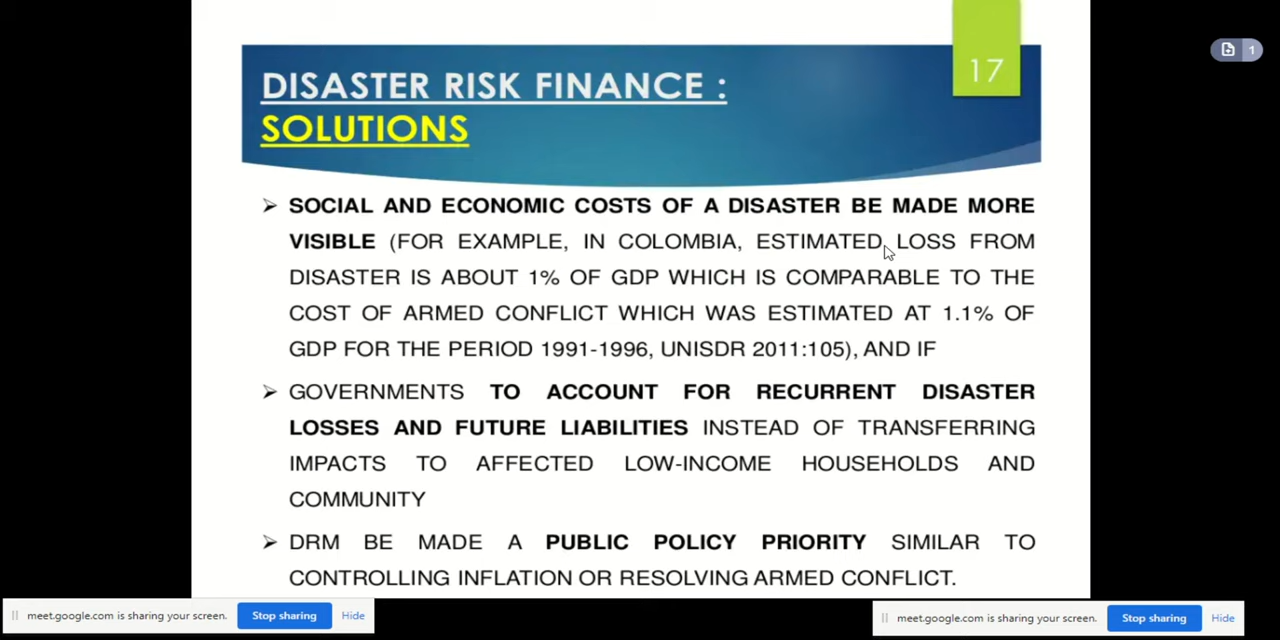 17
1
DISASTER RISK FINANCE :
SOLUTIONS
SOCIAL AND ECONOMIC COSTS OF A DISASTER BE MADE MORE
VISIBLE (FOR EXAMPLE, IN COLOMBIA, ESTIMATED LOSS FROM
DISASTER IS ABOUT 1% OF GDP WHICH IS COMPARABLE TO THE
COST OF ARMED CONFLICT WHICH WAS ESTIMATED AT 1.1% OF
GDP FOR THE PERIOD 1991-1996, UNISDR 2011:105), AND IF
GOVERNMENTS TO ACCOUNT FOR RECURRENT DISASTER
LOSSES AND FUTURE LIABILITIES INSTEAD OF TRANSFERRING
IMPACTS TO AFFECTED LOW-INCOME HOUSEHOLDS AND
COMMUNITY
DRM BE MADE A PUBLIC POLICY PRIORITY SIMILAR TO
CONTROLLING INFLATION OR RESOLVING ARMED CONFLICT.
meet.google.com is sharing your screen. Stop sharing Hide
meet.google.com is sharing your screen. Stop sharing Hide